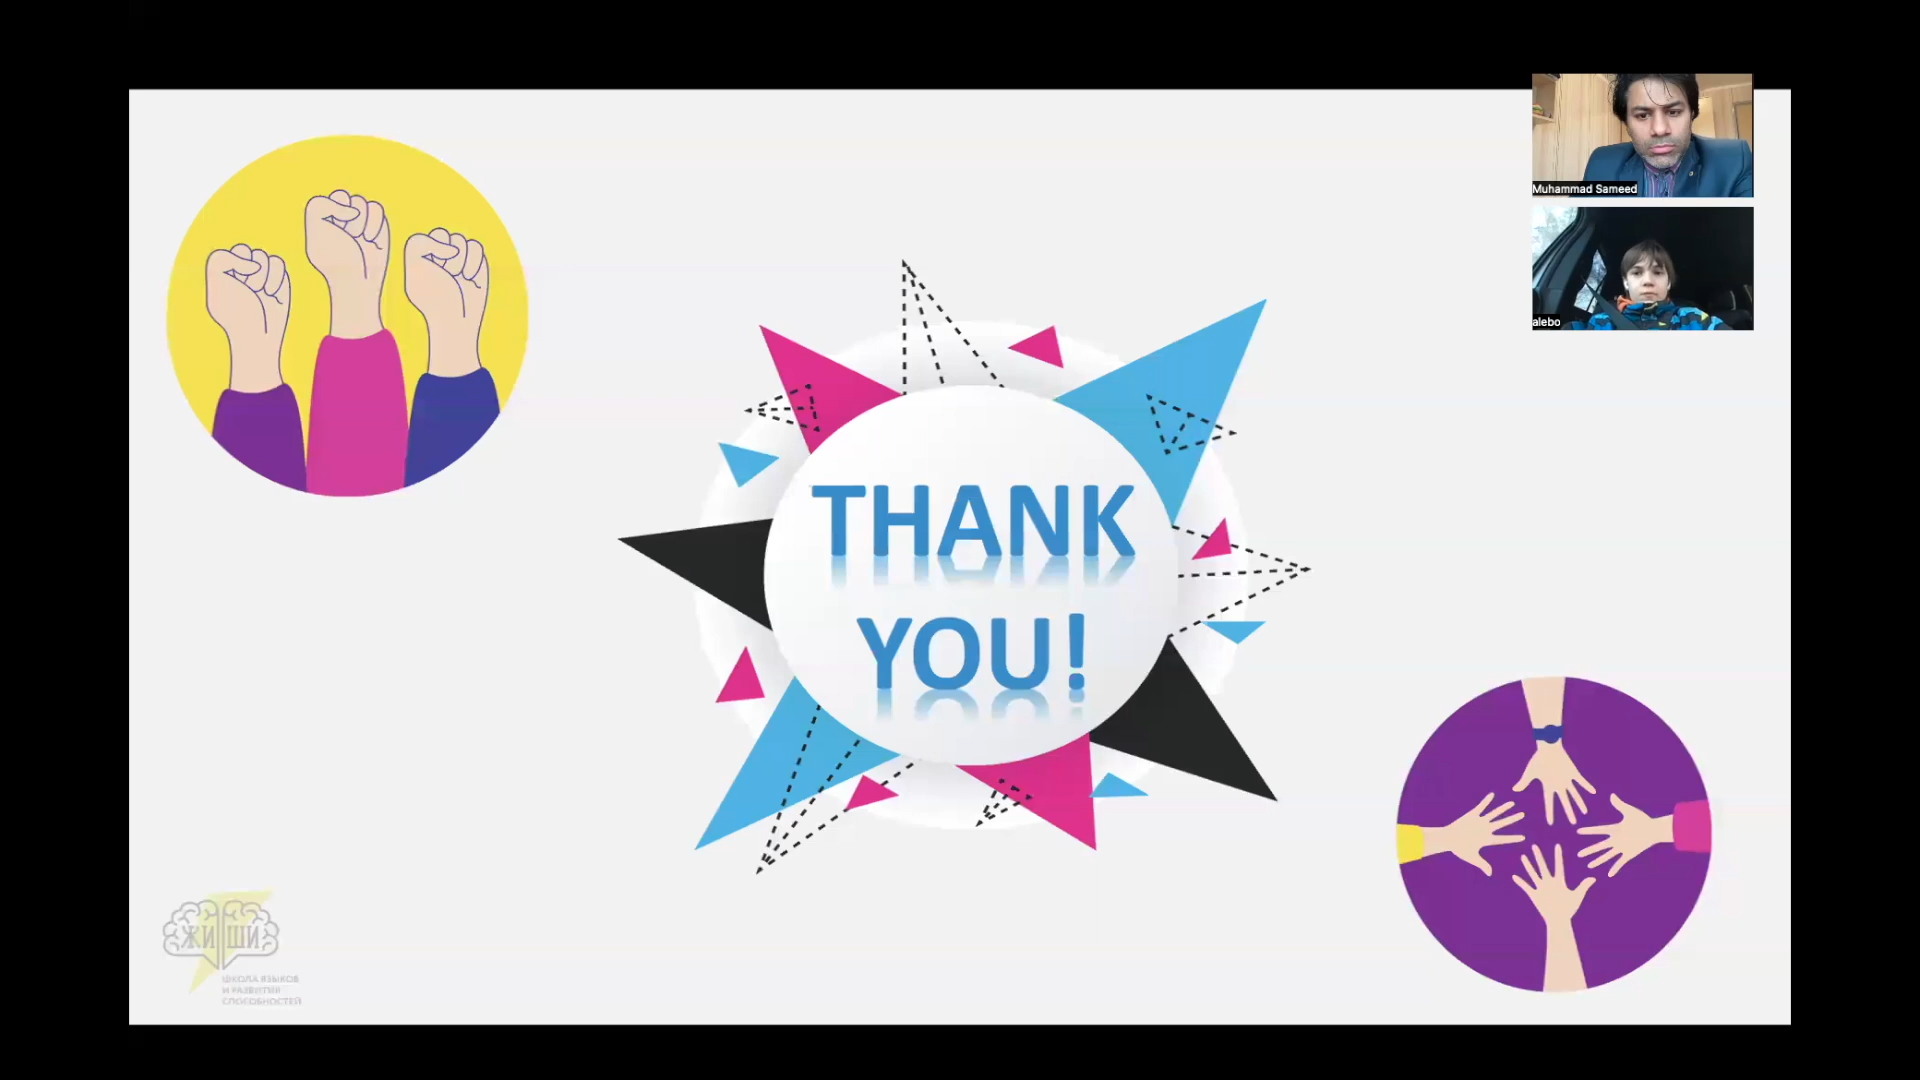 Muhammad Sameed
alebo
THANK
YOU!
ЖИ ШИ
ШКОЛА ЯЗЫКОВ
И РАЗВИТИЯ
СПОСОБНОСТЕЙ